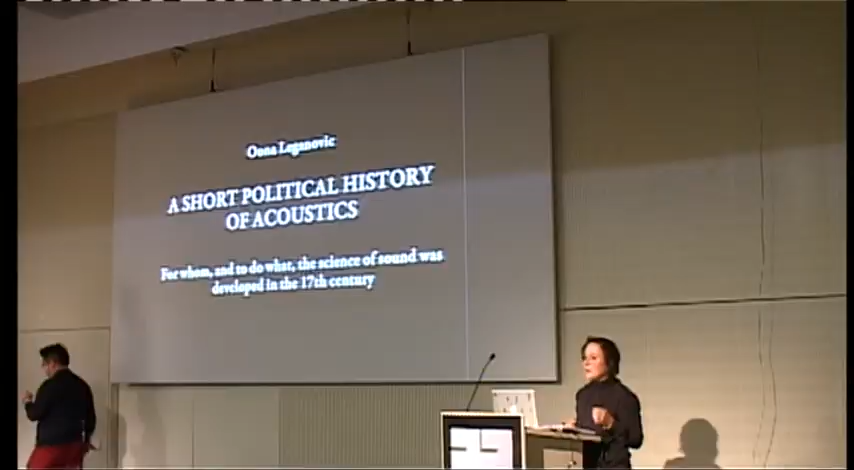 Oona Leganovic
A SHORT POLITICAL HISTORY
OF ACOUSTICS
For whom, and to do what, the science of sound was
developed in the 17th century